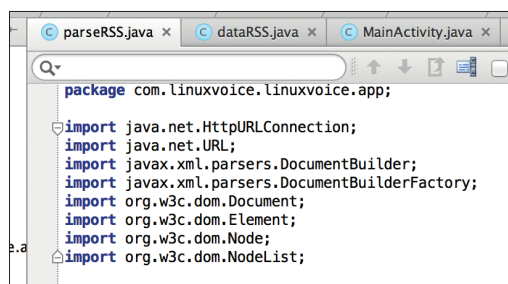 parseRSS.java × dataRSS.java × MainActivity.java ×
package com.linuxvoice.linuxvoice.app;
import java.net.HttpURLConnection;
import java.net.URL;
import javax.xml.parsers.DocumentBuilder;
import javax.xml.parsers.DocumentBuilderFactory;
import org.w3c.dom.Document;
import org.w3c.dom.Element;
import org.w3c.dom.Node;
import org.w3c.dom.NodeList;